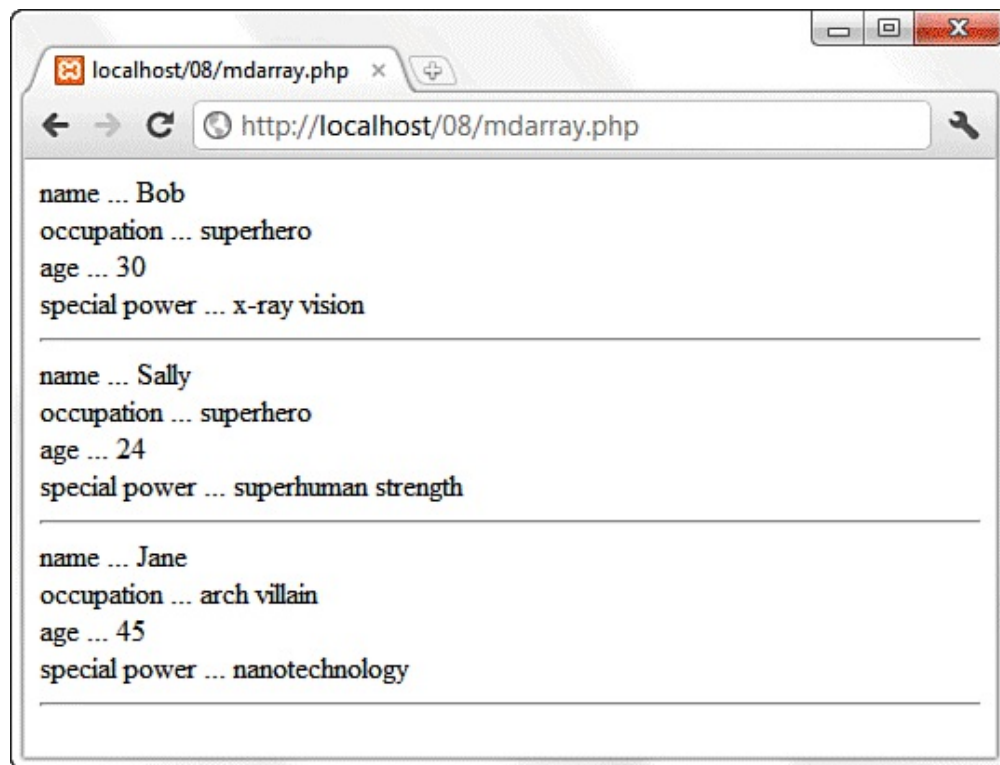 localhost/08/mdarray.php
http://localhost/08/mdarray.php
name ... Bob
occupation ... superhero
age ... 30
special power ... x-ray vision
name ... Sally
occupation ... superhero
age ... 24
special power ... superhuman strength
name ... Jane
occupation ... arch villain
age ... 45
special power ... nanotechnology